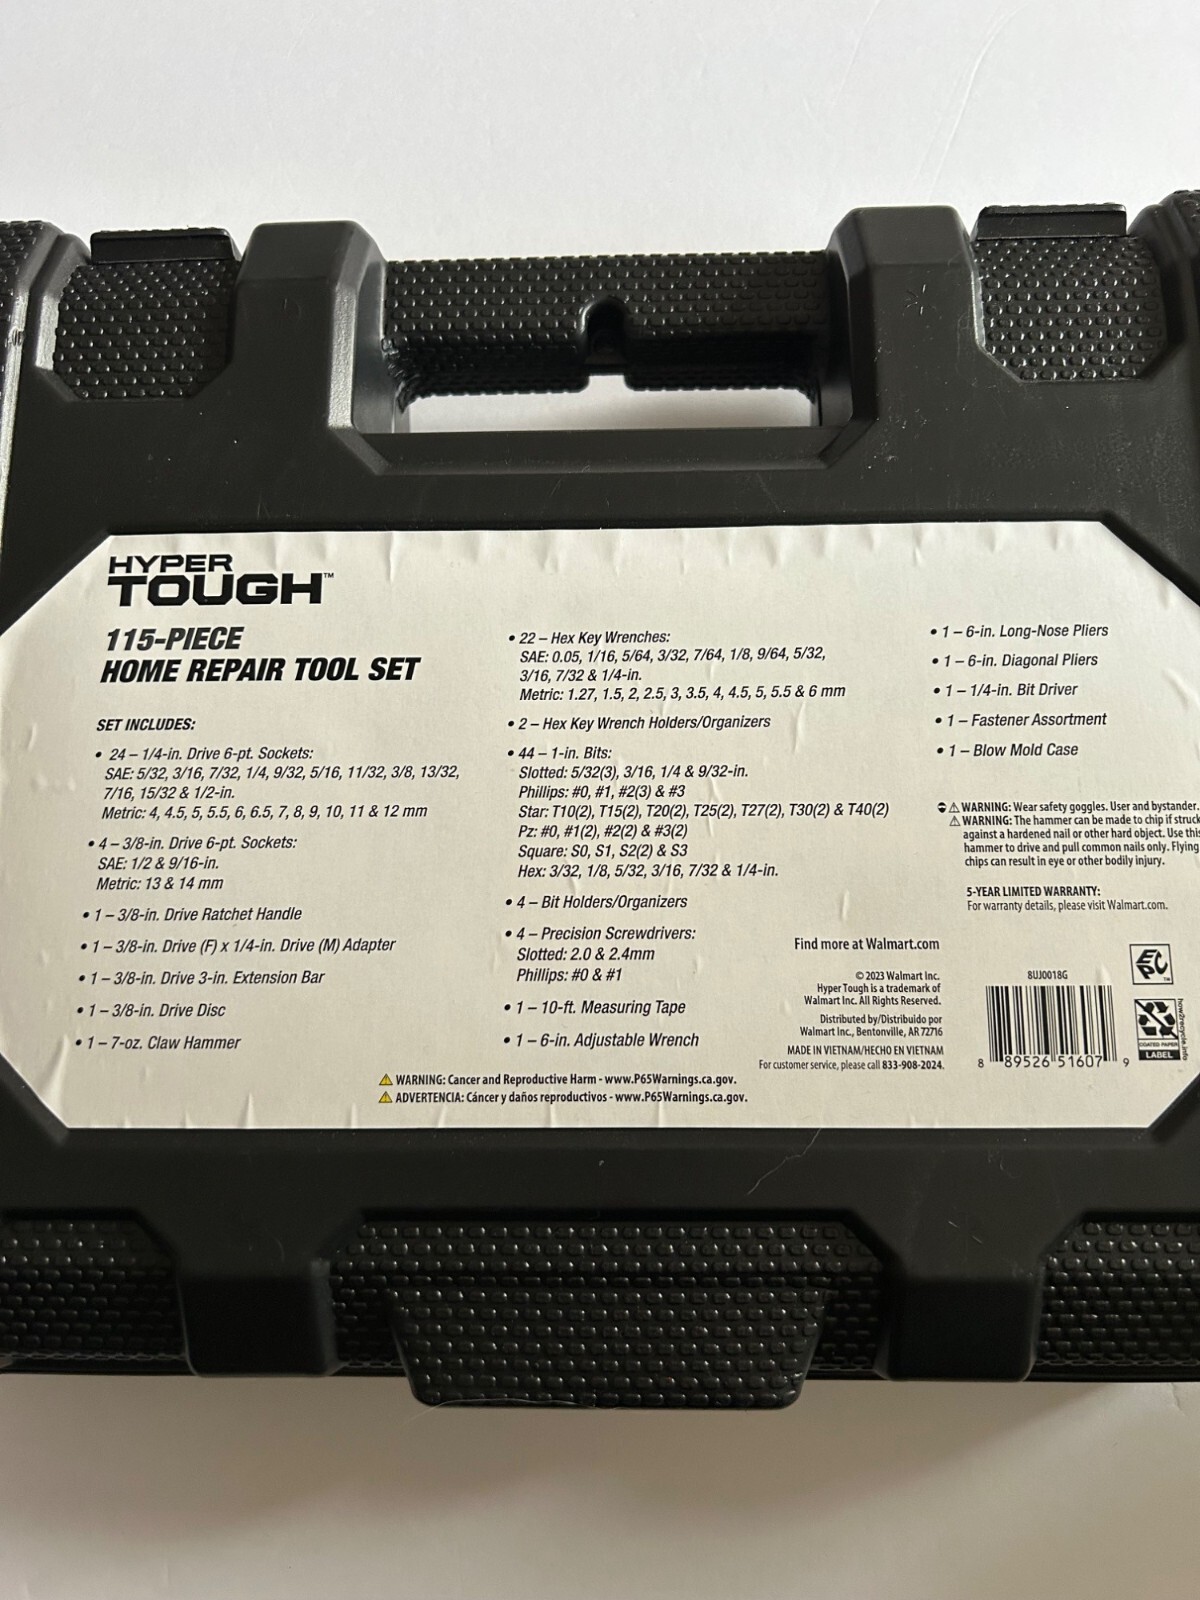 HYPER
TOUGH™
115-PIECE
HOME REPAIR TOOL SET
SET INCLUDES:
• 24 – 1/4-in. Drive 6-pt. Sockets:
SAE: 5/32, 3/16, 7/32, 1/4, 9/32, 5/16, 11/32, 3/8, 13/32,
7/16, 15/32 & 1/2-in.
Metric: 4, 4.5, 5, 5.5, 6, 6.5, 7, 8, 9, 10, 11 & 12 mm
• 4 – 3/8-in. Drive 6-pt. Sockets:
SAE: 1/2 & 9/16-in.
Metric: 13 & 14 mm
• 1 – 3/8-in. Drive Ratchet Handle
• 1 – 3/8-in. Drive (F) x 1/4-in. Drive (M) Adapter
• 1 – 3/8-in. Drive 3-in. Extension Bar
• 1 – 3/8-in. Drive Disc
• 1 – 7-oz. Claw Hammer
• 22 – Hex Key Wrenches:
SAE: 0.05, 1/16, 5/64, 3/32, 7/64, 1/8, 9/64, 5/32,
3/16, 7/32 & 1/4-in.
Metric: 1.27, 1.5, 2, 2.5, 3, 3.5, 4, 4.5, 5, 5.5 & 6 mm
• 2 – Hex Key Wrench Holders/Organizers
• 44 – 1-in. Bits:
Slotted: 5/32(3), 3/16, 1/4 & 9/32-in.
Phillips: #0, #1, #2(3) & #3
Star: T10(2), T15(2), T20(2), T25(2), T27(2), T30(2) & T40(2)
Pz: #0, #1(2), #2(2) & #3(2)
Square: S0, S1, S2(2) & S3
Hex: 3/32, 1/8, 5/32, 3/16, 7/32 & 1/4-in.
• 4 – Bit Holders/Organizers
• 4 – Precision Screwdrivers:
Slotted: 2.0 & 2.4mm
Phillips: #0 & #1
• 1 – 10-ft. Measuring Tape
• 1 – 6-in. Adjustable Wrench
• 1 – 6-in. Long-Nose Pliers
• 1 – 6-in. Diagonal Pliers
• 1 – 1/4-in. Bit Driver
• 1 – Fastener Assortment
• 1 – Blow Mold Case
WARNING: Wear safety goggles. User and bystander.
WARNING: The hammer can be made to chip if struck
against a hardened nail or other hard object. Use this
hammer to drive and pull common nails only. Flying
chips can result in eye or other bodily injury.
5-YEAR LIMITED WARRANTY:
For warranty details, please visit Walmart.com.
Find more at Walmart.com
© 2023 Walmart Inc.
Hyper Tough is a trademark of
Walmart Inc. All Rights Reserved.
Distributed by/Distribuido por
Walmart Inc., Bentonville, AR 72716
MADE IN VIETNAM/HECHO EN VIETNAM
For customer service, please call 833-908-2024.
8UJ0018G
8 89526 51607 9
EPC™
COATED PAPER
LABEL
how2recycle.info
WARNING: Cancer and Reproductive Harm - www.P65Warnings.ca.gov.
ADVERTENCIA: Cáncer y daños reproductivos - www.P65Warnings.ca.gov.